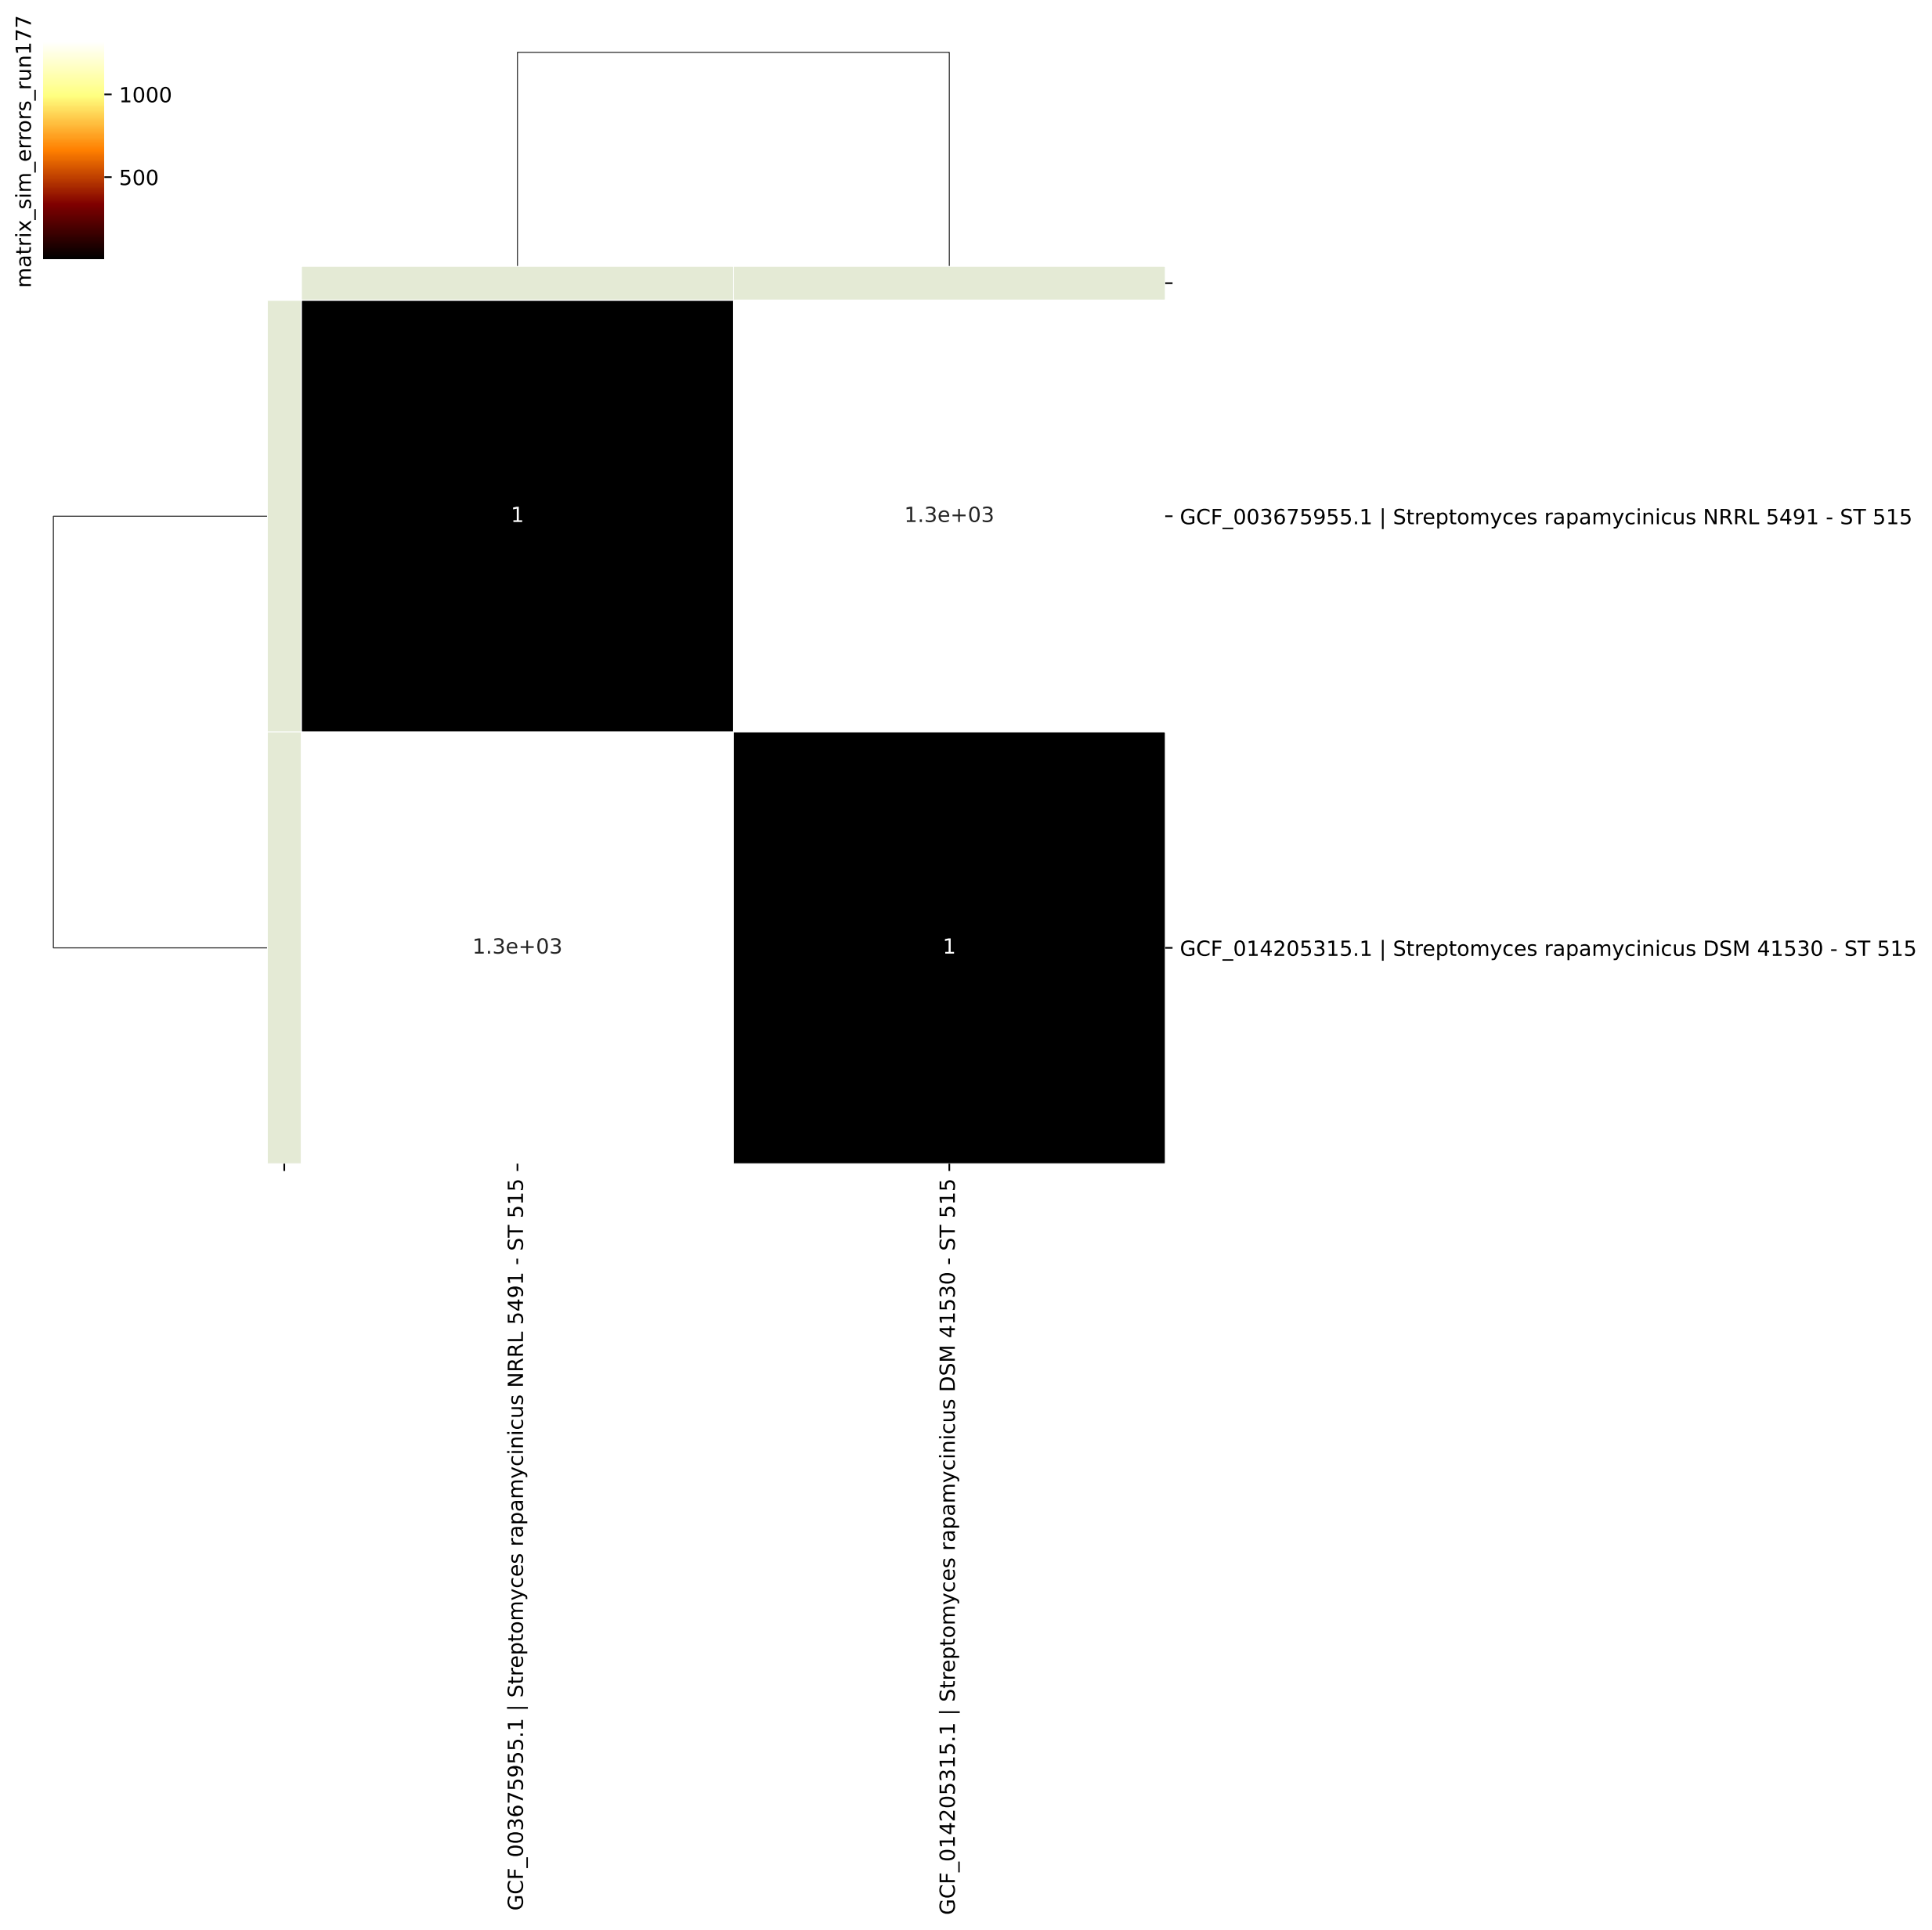 matrix_sim_errors_run177
1000
500
1
1.3e+03
GCF_003675955.1 | Streptomyces rapamycinicus NRRL 5491 - ST 515
1.3e+03
1
GCF_014205315.1 | Streptomyces rapamycinicus DSM 41530 - ST 515
GCF_003675955.1 | Streptomyces rapamycinicus NRRL 5491 - ST 515
GCF_014205315.1 | Streptomyces rapamycinicus DSM 41530 - ST 515